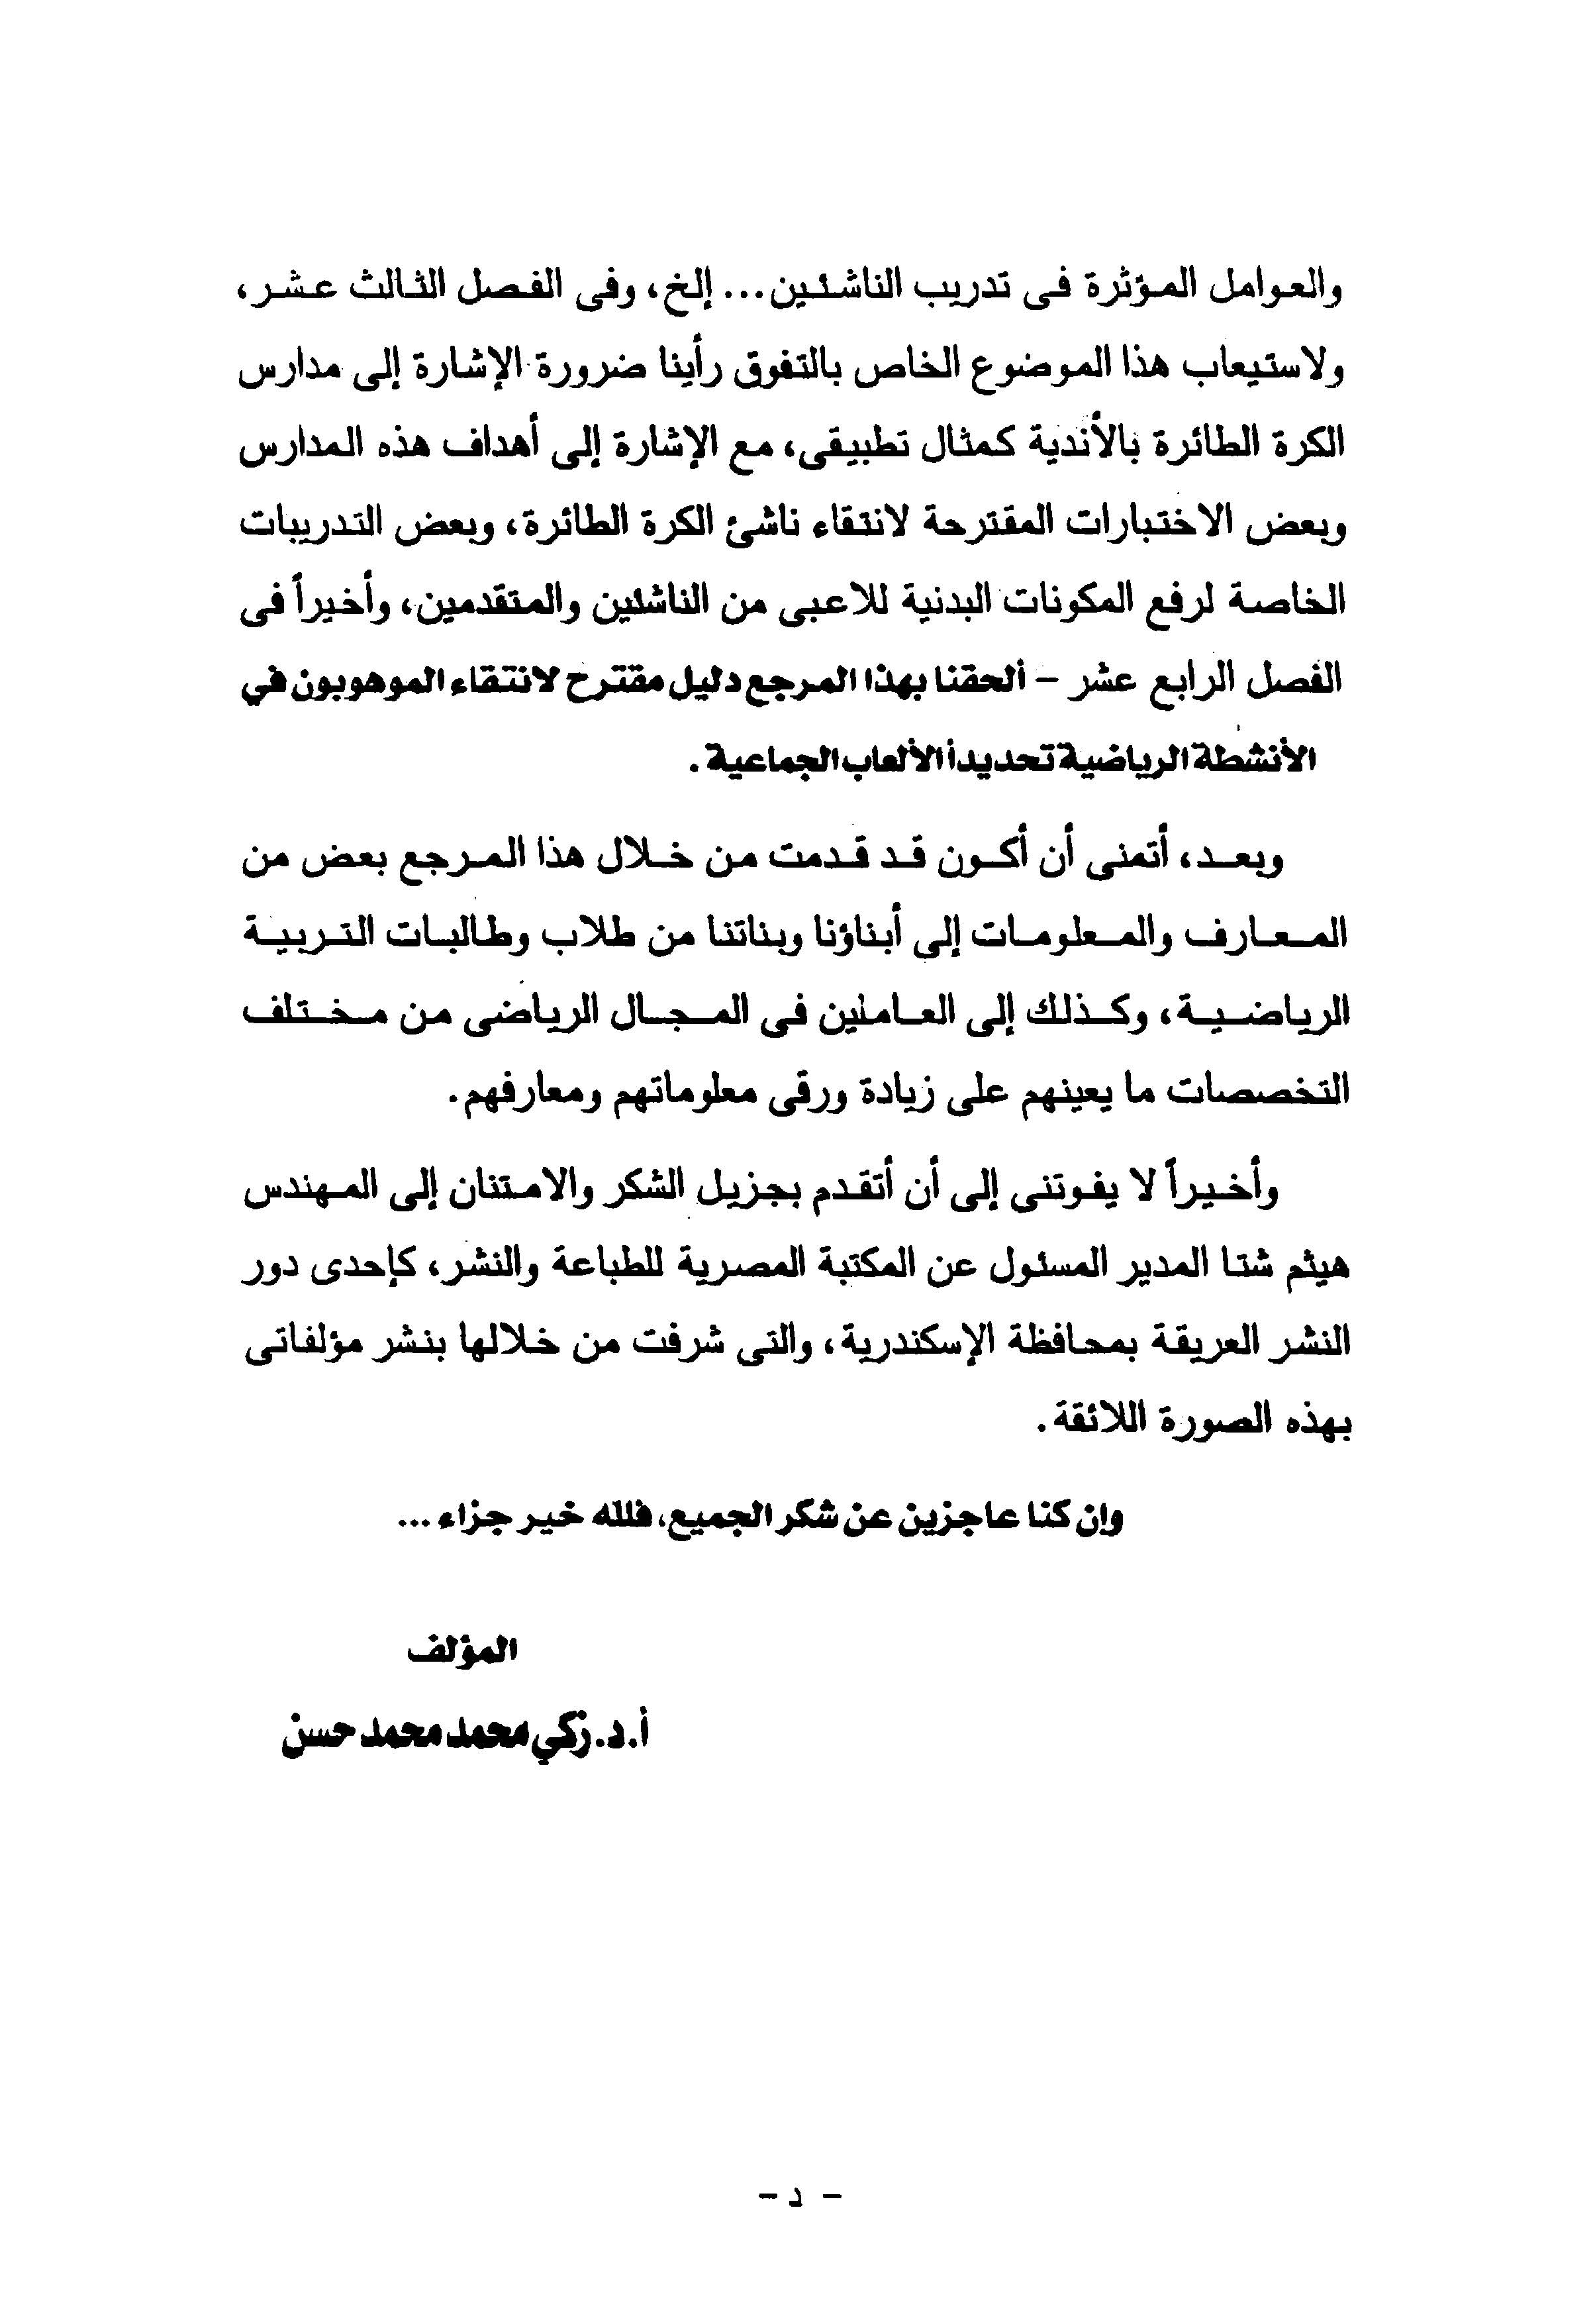 والعوامل المؤثرة فى تدريب الناشئين... إلخ، وفى الفصل الثالث عشر،
ولاستيعاب هذا الموضوع الخاص بالتفوق رأينا ضرورة الإشارة إلى مدارس
الكرة الطائرة بالأندية كمثال تطبيقى، مع الإشارة إلى أهداف هذه المدارس
وبعض الاختبارات المقترحة لانتقاء ناشئ الكرة الطائرة، وبعض التدريبات
الخاصة لرفع المكونات البدنية للاعبى من الناشئين والمتقدمين، وأخيراً فى
الفصل الرابع عشر - ألحقنا بهذا المرجع دليل مقترح لانتقاء الموهوبون في
الأنشطة الرياضية تحديداً الألعاب الجماعية.
وبعد، أتمنى أن أكون قد قدمت من خلال هذا المرجع بعض من
المعارف والمعلومات إلى أبناؤنا وبناتنا من طلاب وطالبات التربية
الرياضية، وكذلك إلى العاملين فى المجال الرياضى من مختلف
التخصصات ما يعينهم على زيادة ورقى معلوماتهم ومعارفهم.
وأخيراً لا يفوتنى إلى أن أتقدم بجزيل الشكر والامتنان إلى المهندس
هيثم شتا المدير المسئول عن المكتبة المصرية للطباعة والنشر، كإحدى دور
النشر العريقة بمحافظة الإسكندرية، والتى شرفت من خلالها بنشر مؤلفاتى
بهذه الصورة اللائقة.
وإن كنا عاجزين عن شكر الجميع، فلله خير جزاء ...
المؤلف
أ.د. زكي محمد محمد حسن
- د -